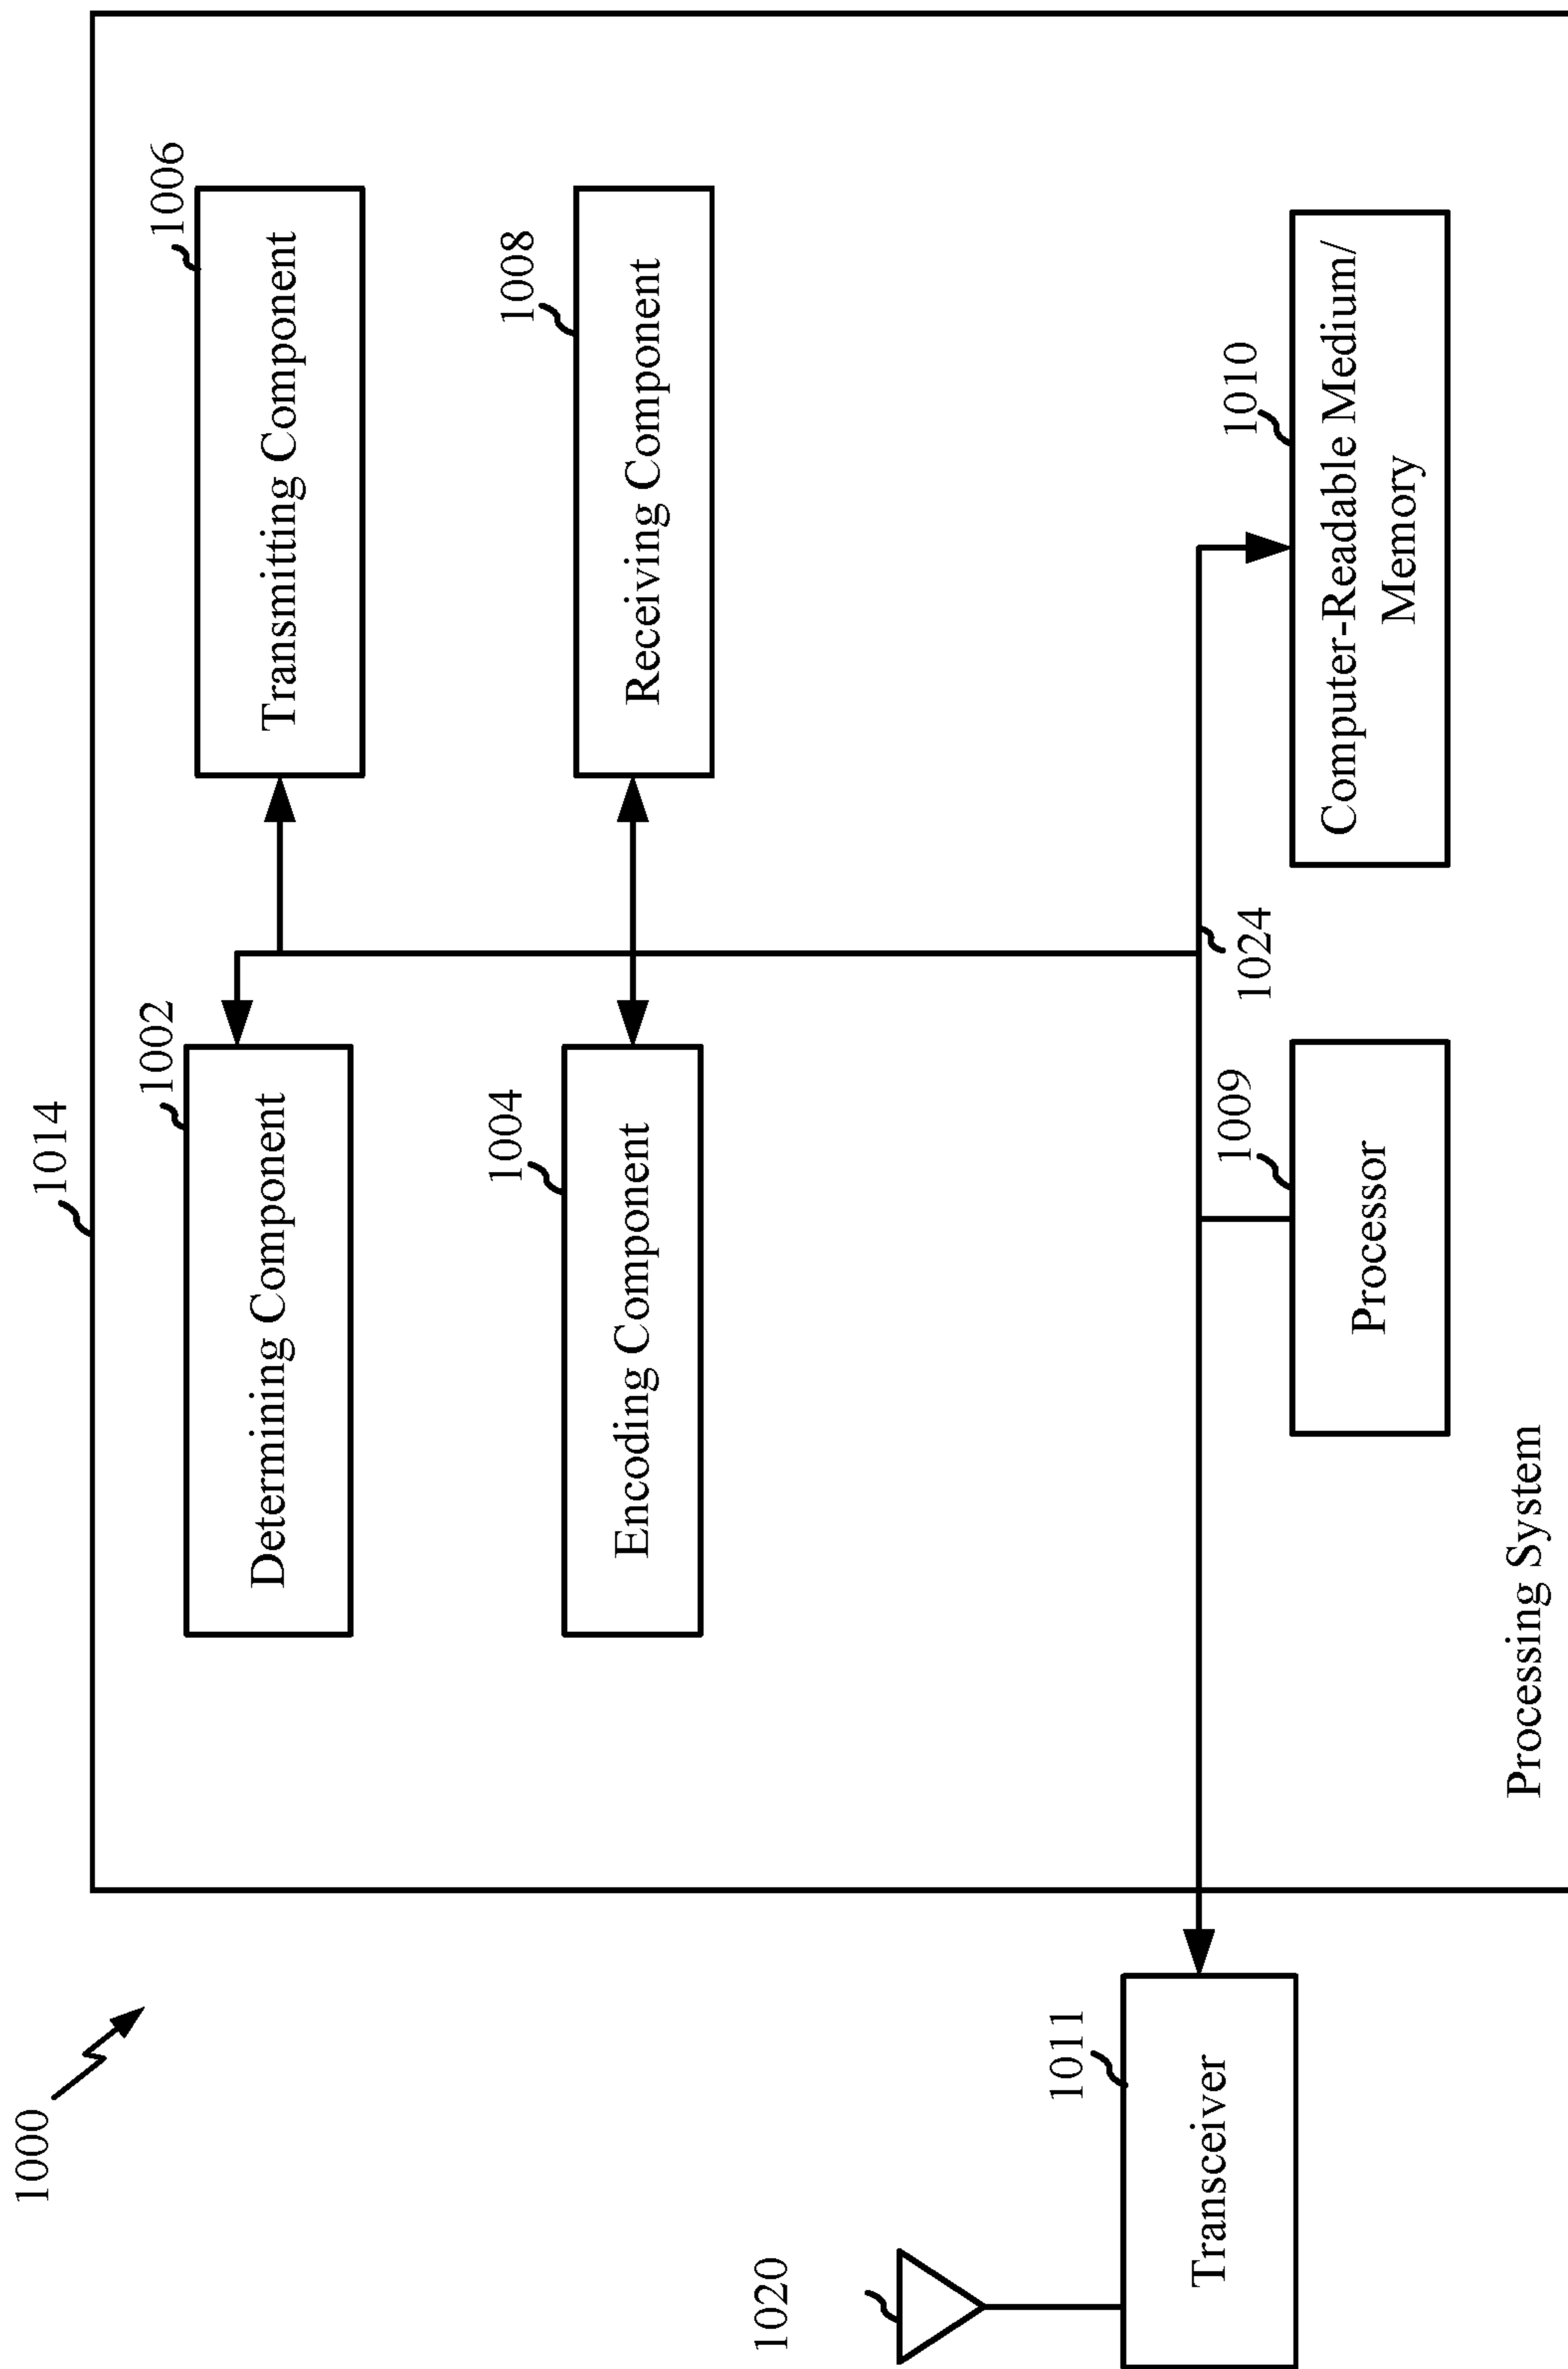 1000
1014
1002
Determining Component
1006
Transmitting Component
1004
Encoding Component
1008
Receiving Component
1020
1011
Transceiver
1024
1009
Processor
1010
Computer-Readable Medium/
Memory
Processing System